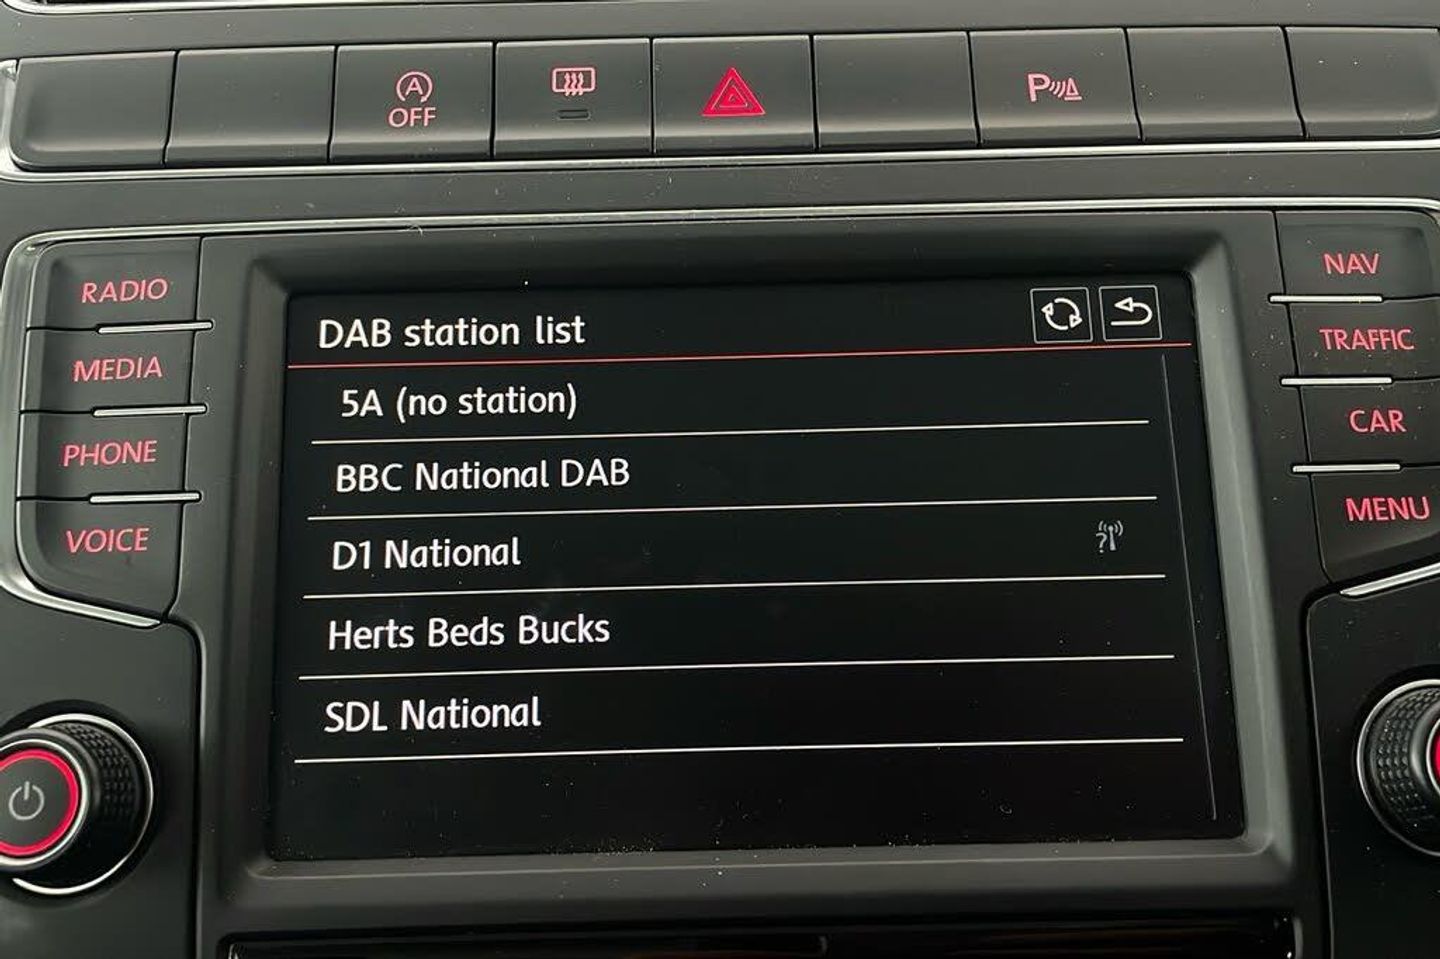 A
OFF
P
RADIO
MEDIA
PHONE
VOICE
DAB station list
5A (no station)
BBC National DAB
D1 National
?
Herts Beds Bucks
SDL National
NAV
TRAFFIC
CAR
MENU